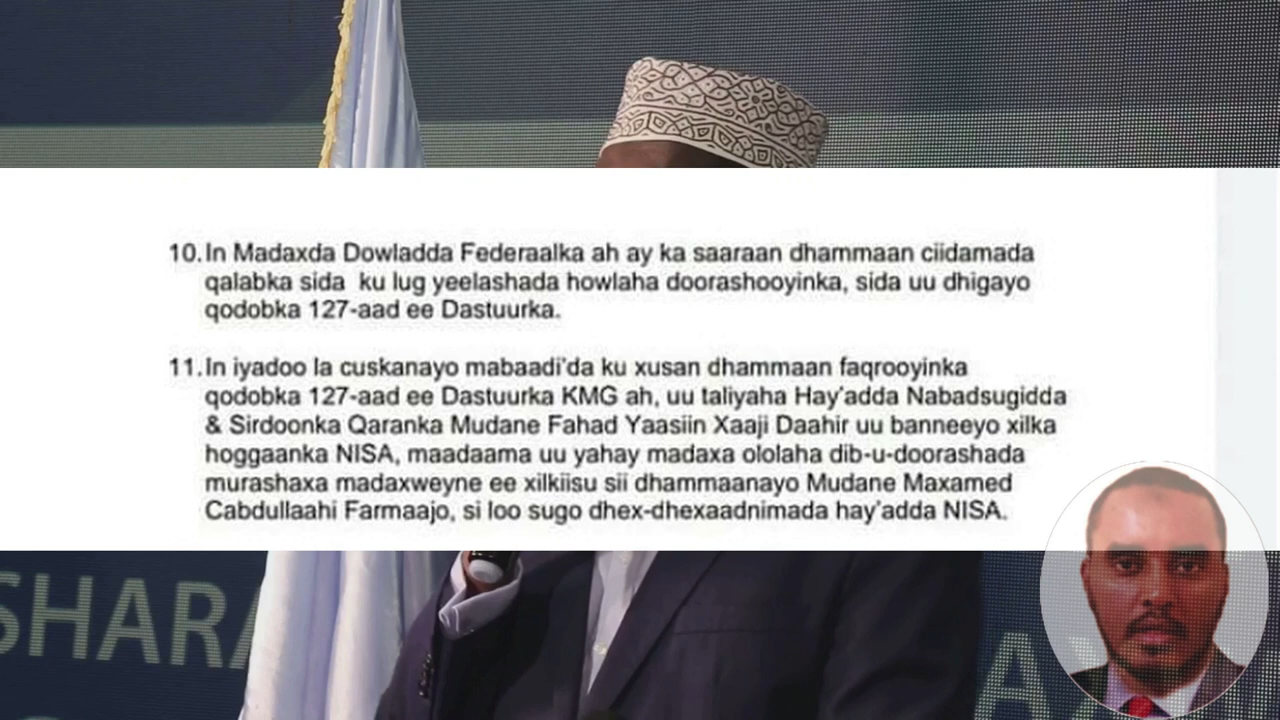 10. In Madaxda Dowladda Federaalka ah ay ka saaraan dhammaan ciidamada
qalabka sida ku lug yeelashada howlaha doorashooyinka, sida uu dhigayo
qodobka 127-aad ee Dastuurka.
11. In iyadoo la cuskanayo mabaadi'da ku xusan dhammaan faqrooyinka
qodobka 127-aad ee Dastuurka KMG ah, uu taliyaha Hay'adda Nabadsugidda
& Sirdoonka Qaranka Mudane Fahad Yaasiin Xaaji Daahir uu banneeyo xilka
hoggaanka NISA, maadaama uu yahay madaxa ololaha dib-u-doorashada
murashaxa madaxweyne ee xilkiisu sii dhammaanayo Mudane Maxamed
Cabdullaahi Farmaajo, si loo sugo dhex-dhexaadnimada hay'adda NISA.
SHARA